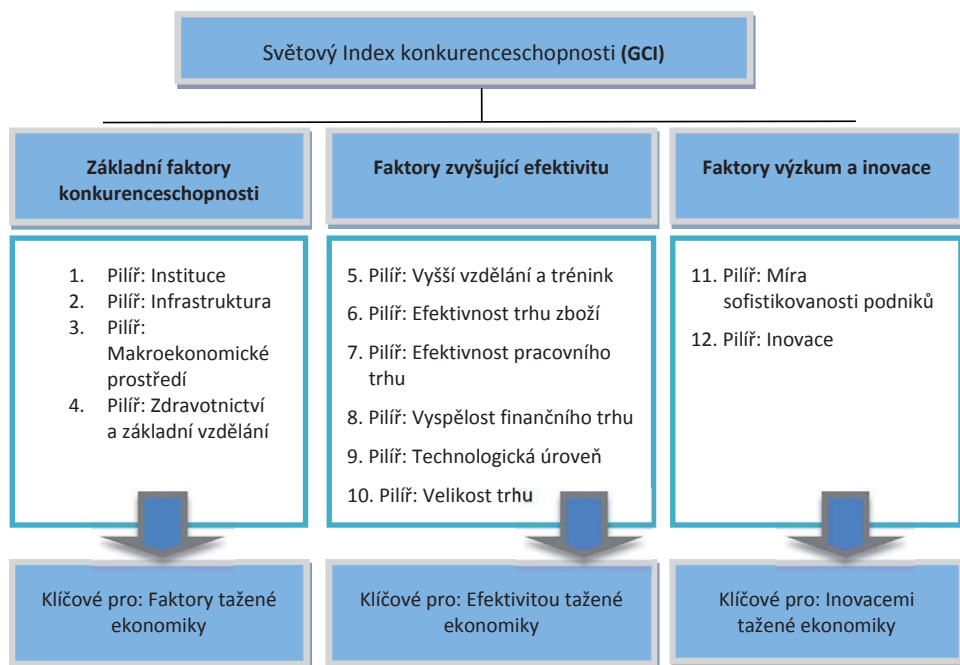 Světový Index konkurenceschopnosti (GCI)
Základní faktory
konkurenceschopnosti
1. Pilíř: Instituce
2. Pilíř: Infrastruktura
3. Pilíř:
Makroekonomické
prostředí
4. Pilíř: Zdravotnictví
a základní vzdělání
Klíčové pro: Faktory tažené
ekonomiky
Faktory zvyšující efektivitu
5. Pilíř: Vyšší vzdělání a trénink
6. Pilíř: Efektivnost trhu zboží
7. Pilíř: Efektivnost pracovního
trhu
8. Pilíř: Vyspělost finančního trhu
9. Pilíř: Technologická úroveň
10. Pilíř: Velikost trhu
Klíčové pro: Efektivitou tažené
ekonomiky
Faktory výzkum a inovace
11. Pilíř: Míra
sofistikovanosti podniků
12. Pilíř: Inovace
Klíčové pro: Inovacemi
tažené ekonomiky